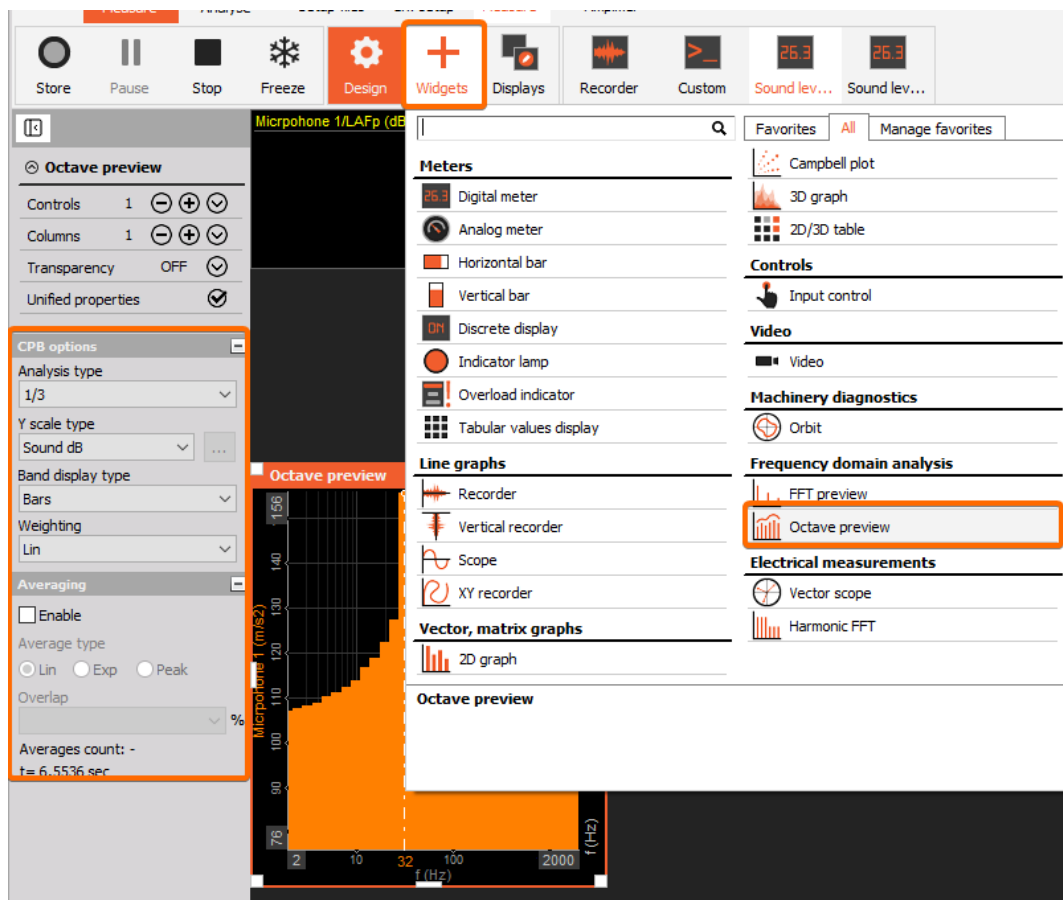 Measure
Analyse
Measure
Store
Pause
Stop
Freeze
Design
Widgets
Displays
Recorder
Custom
26.3
Sound lev...
26.3
Sound lev...
Octave preview
Controls 1
Columns 1
Transparency OFF
Unified properties
CPB options
Analysis type
1/3
Y scale type
Sound dB
...
Band display type
Bars
Weighting
Lin
Averaging
Enable
Average type
Lin Exp Peak
Overlap
%
Averages count: -
t= 6,5536 sec
Micrpohone 1/LAFp (dB
Octave preview
Micrpohone 1 (m/s2)
156
140
130
120
110
100
90
76
2 10 32 100 2000
f (Hz)
f (Hz)
Meters
26.3 Digital meter
Analog meter
Horizontal bar
Vertical bar
ON Discrete display
Indicator lamp
Overload indicator
Tabular values display
Line graphs
Recorder
Vertical recorder
Scope
XY recorder
Vector, matrix graphs
2D graph
Octave preview
Favorites All Manage favorites
Campbell plot
3D graph
2D/3D table
Controls
Input control
Video
Video
Machinery diagnostics
Orbit
Frequency domain analysis
FFT preview
Octave preview
Electrical measurements
Vector scope
Harmonic FFT